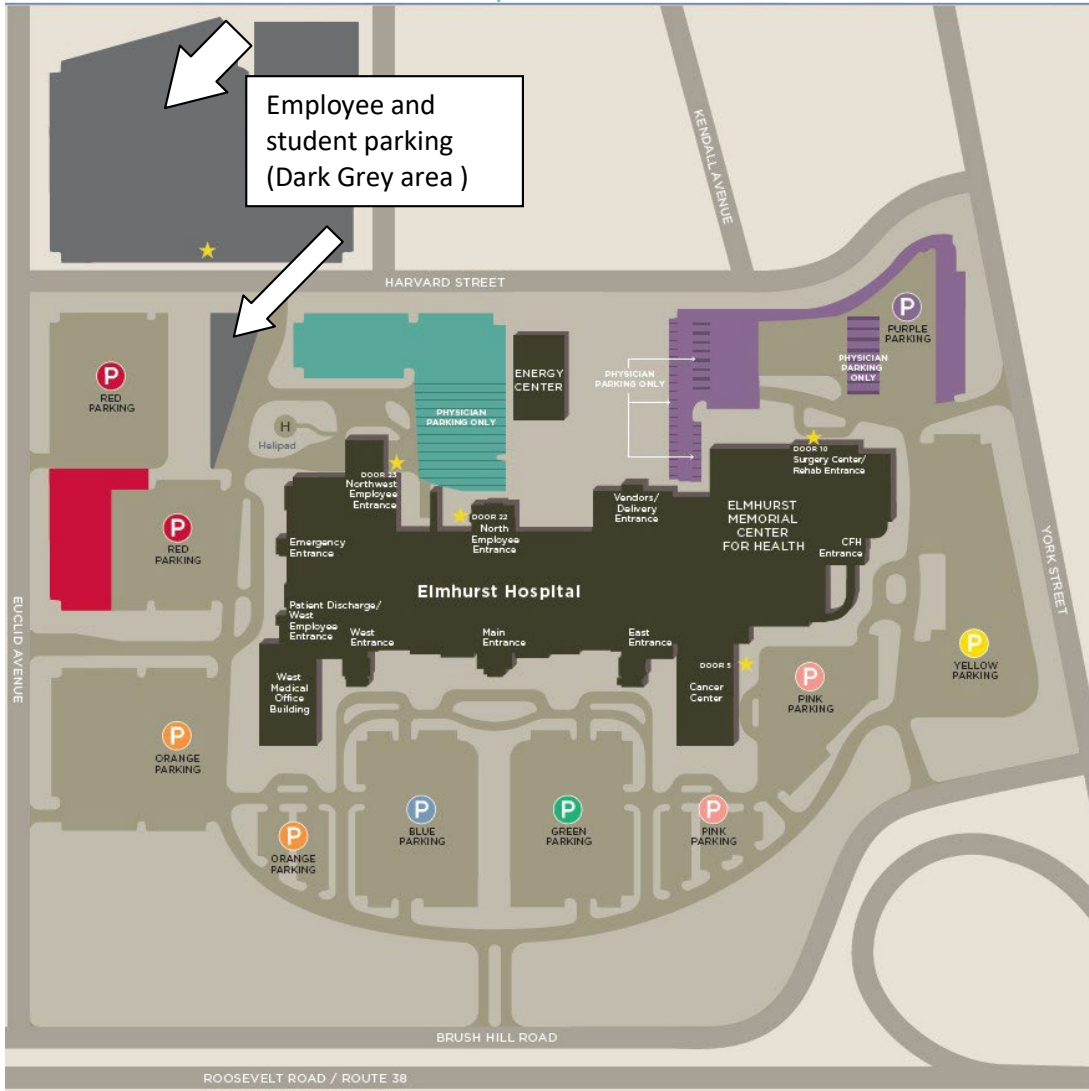 Employee and
student parking
(Dark Grey area )
KENDALL AVENUE
HARVARD STREET
P
RED
PARKING
H
Helipad
PHYSICIAN
PARKING ONLY
ENERGY
CENTER
PHYSICIAN
PARKING ONLY
P
PURPLE
PARKING
PHYSICIAN
PARKING
ONLY
DOOR 23
Northwest
Employee
Entrance
DOOR 22
North
Employee
Entrance
Vendors/
Delivery
Entrance
DOOR 10
Surgery Center/
Rehab Entrance
ELMHURST
MEMORIAL
CENTER
FOR HEALTH
CFH
Entrance
YORK STREET
P
RED
PARKING
Emergency
Entrance
Elmhurst Hospital
EUCLID AVENUE
Patient Discharge/
West
Employee
Entrance
West
Entrance
Main
Entrance
East
Entrance
DOOR 5
Cancer
Center
West
Medical
Office
Building
P
PINK
PARKING
P
YELLOW
PARKING
P
ORANGE
PARKING
P
ORANGE
PARKING
P
BLUE
PARKING
P
GREEN
PARKING
P
PINK
PARKING
BRUSH HILL ROAD
ROOSEVELT ROAD / ROUTE 38